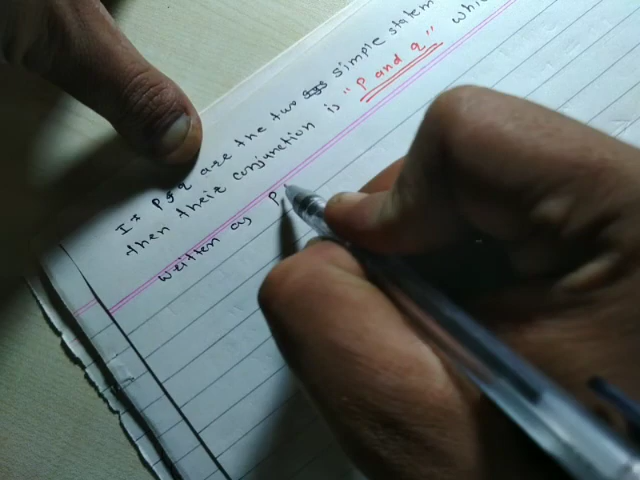 If P & q are the two simple statem
then their conjunction is "P and q" whi
written as P